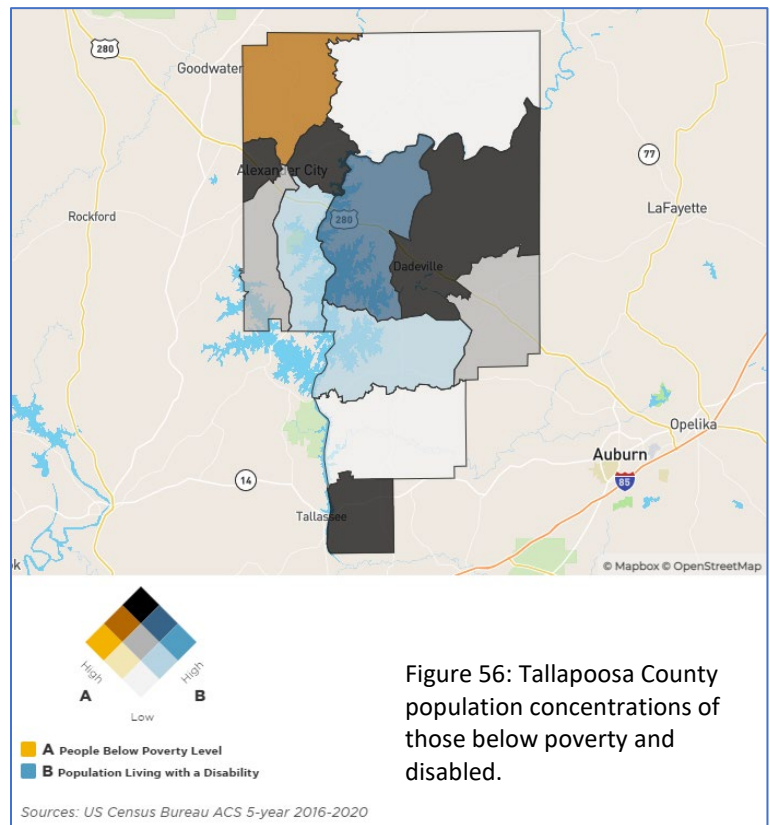 280
Goodwater
77
Alexander City
Rockford
LaFayette
280
Dadeville
Opelika
Auburn
14
85
Tallassee
k
© Mapbox © OpenStreetMap
High
High
A
B
Low
A People Below Poverty Level
B Population Living with a Disability
Figure 56: Tallapoosa County
population concentrations of
those below poverty and
disabled.
Sources: US Census Bureau ACS 5-year 2016-2020